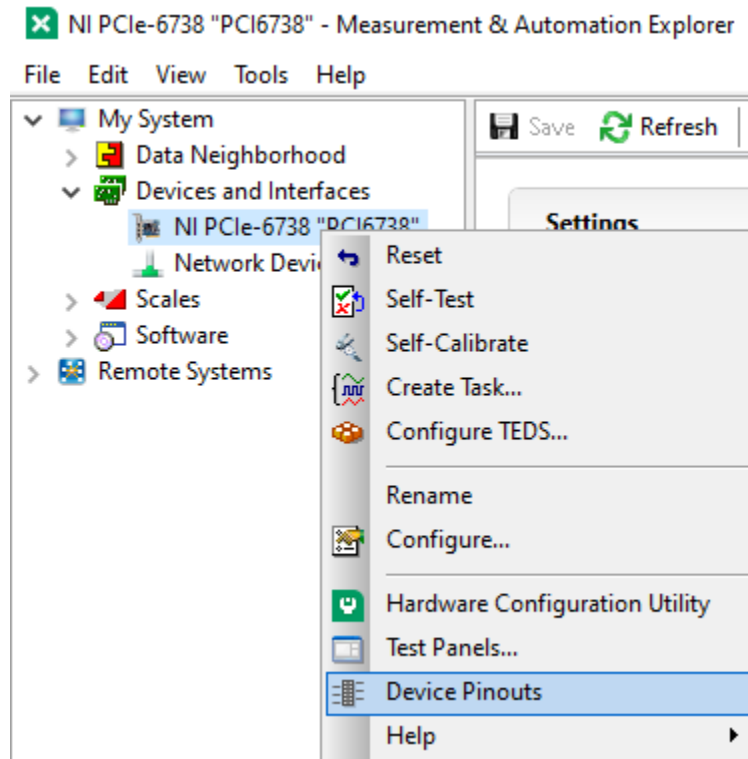 NI PCIe-6738 "PCI6738" - Measurement & Automation Explorer
File Edit View Tools Help
My System
Data Neighborhood
Devices and Interfaces
NI PCIe-6738 "PCI6738"
Network Devi
Scales
Software
Remote Systems
Save Refresh
Settings
Reset
Self-Test
Self-Calibrate
Create Task...
Configure TEDS...
Rename
Configure...
Hardware Configuration Utility
Test Panels...
Device Pinouts
Help